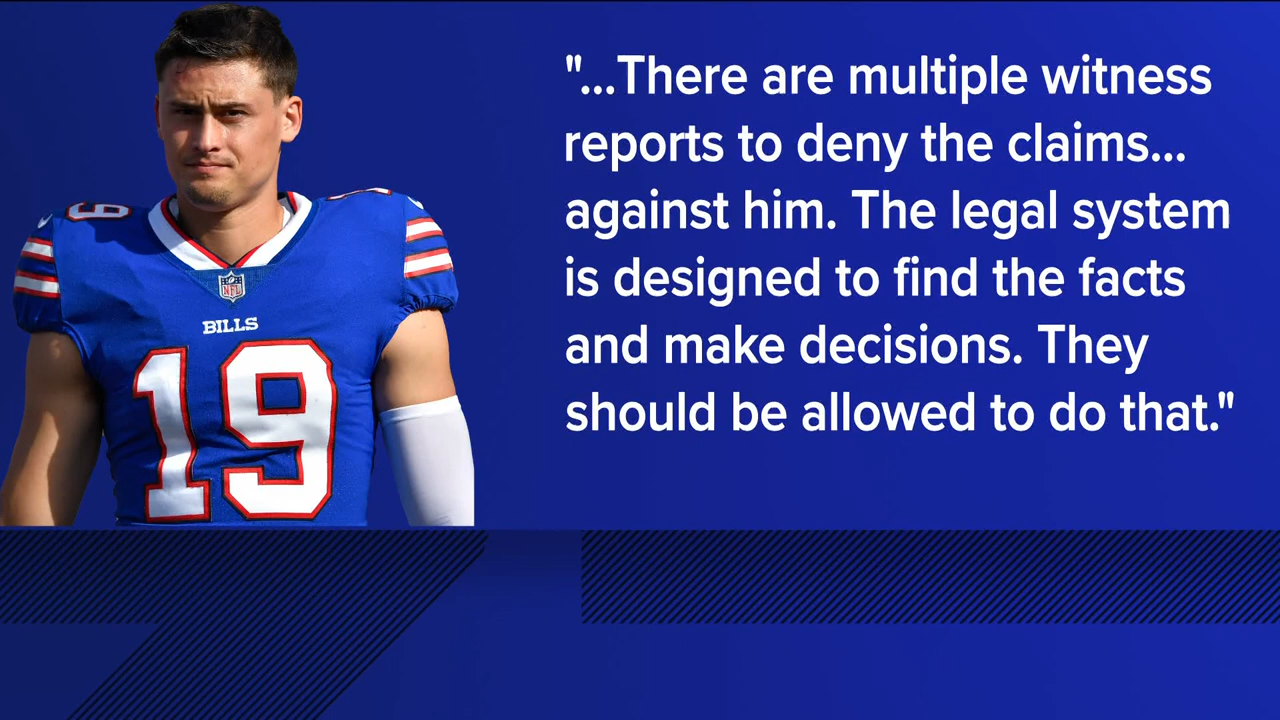 "...There are multiple witness
reports to deny the claims...
against him. The legal system
is designed to find the facts
and make decisions. They
should be allowed to do that."
9
NFL
BILLS
19